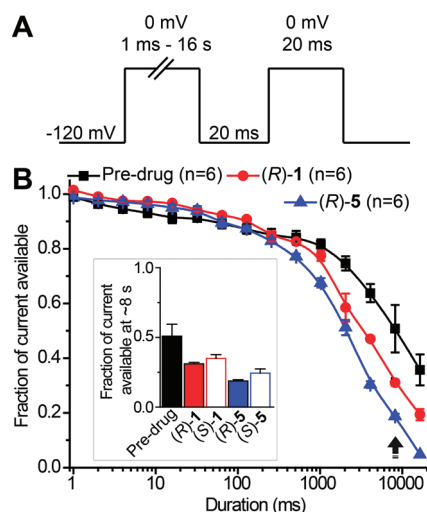 A
0 mV
0 mV
1 ms - 16 s
20 ms
-120 mV
20 ms
B
Pre-drug (n=6)
(R)-1 (n=6)
(R)-5 (n=6)
Fraction of current available
1.0
0.8
0.6
0.4
0.2
0.0
Fraction of current
available at ~8 s
1.0
0.5
0.0
Pre-drug
(R)-1
(S)-1
(R)-5
(S)-5
1
10
100
1000
10000
Duration (ms)